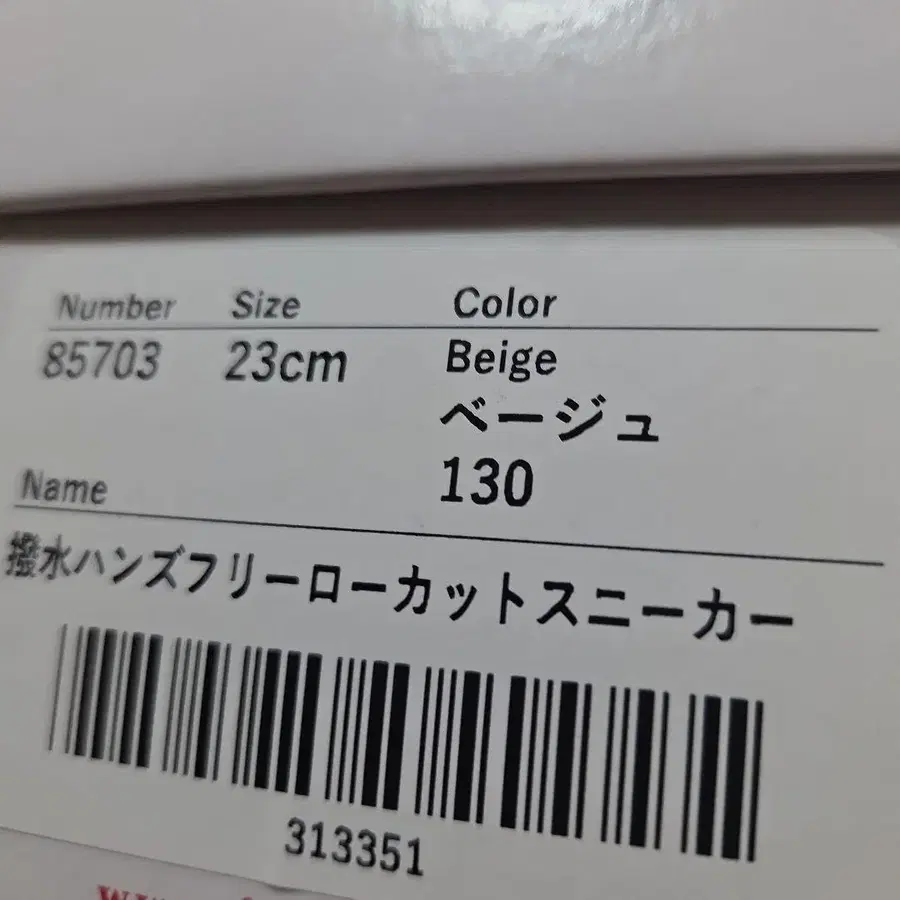 Number Size Color
85703 23cm Beige
ベージュ
130
Name
撥水ハンズフリーローカットスニーカー
313351